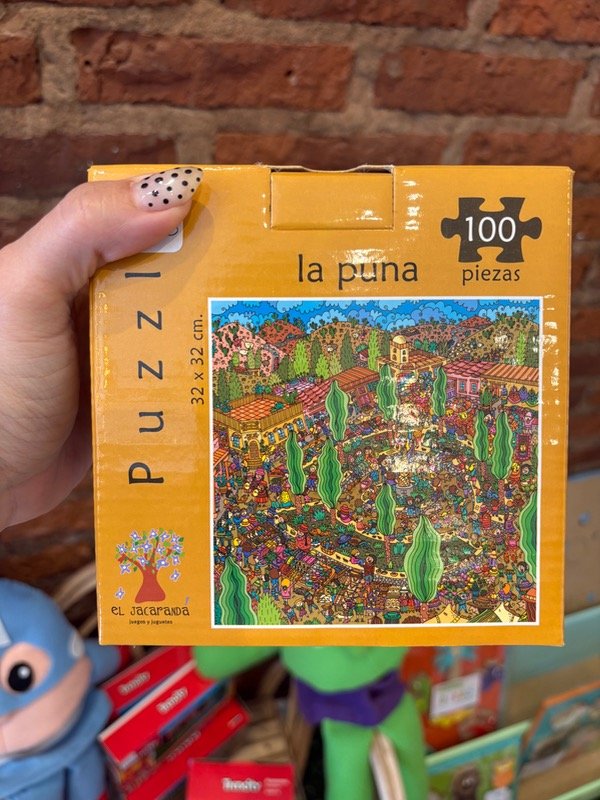 100
la puna
piezas
Puzzl
32 x 32 cm.
EL JACARANDÁ
juegos y juguetes